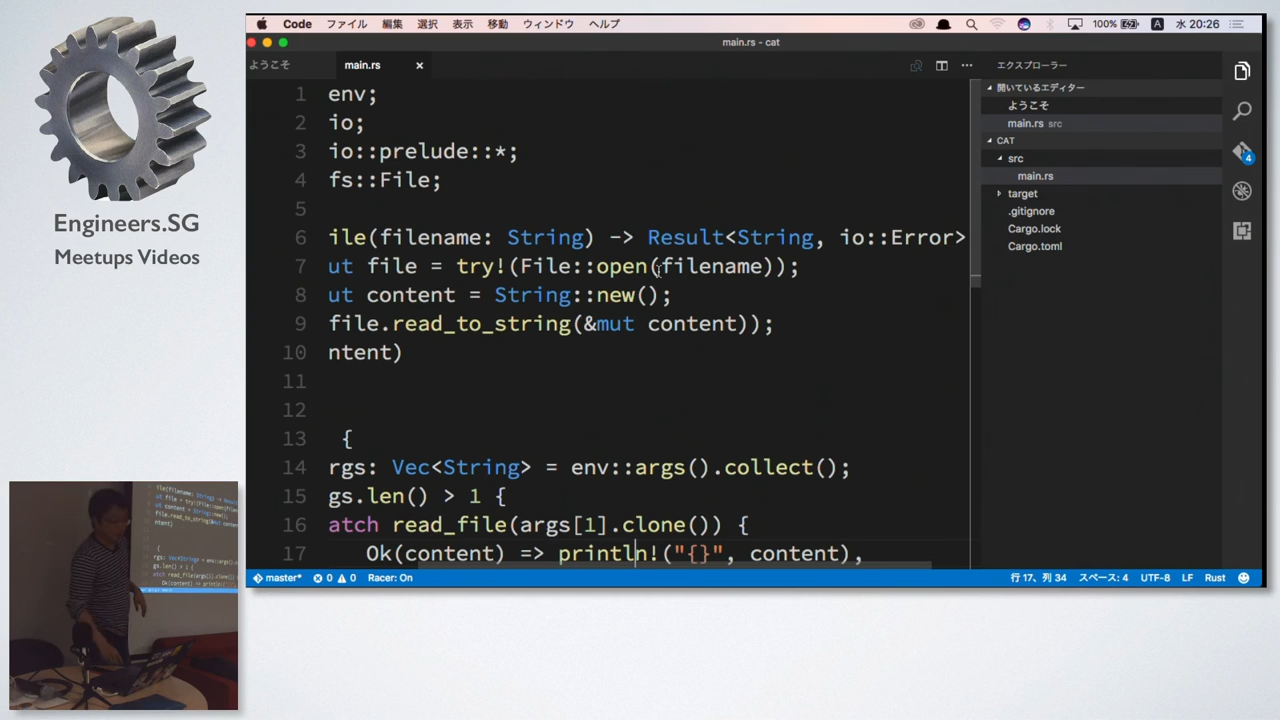 Code ファイル 編集 選択 表示 移動 ウィンドウ ヘルプ 100% A 水 20:26
main.rs - cat
ようこそ main.rs × エクスプローラー
開いているエディター
ようこそ
main.rs src
CAT
src
main.rs
target
.gitignore
Cargo.lock
Cargo.toml
4
1 env;
2 io;
3 io::prelude::*;
4 fs::File;
5
6 ile(filename: String) -> Result<String, io::Error>
7 ut file = try!(File::open(filename));
8 ut content = String::new();
9 file.read_to_string(&mut content));
10 ntent)
11
12
13 {
14 rgs: Vec<String> = env::args().collect();
15 gs.len() > 1 {
16 atch read_file(args[1].clone()) {
17 Ok(content) => println!("{}", content),
master* 0 0 Racer: On 行 17、列 34 スペース: 4 UTF-8 LF Rust
Engineers.SG
Meetups Videos